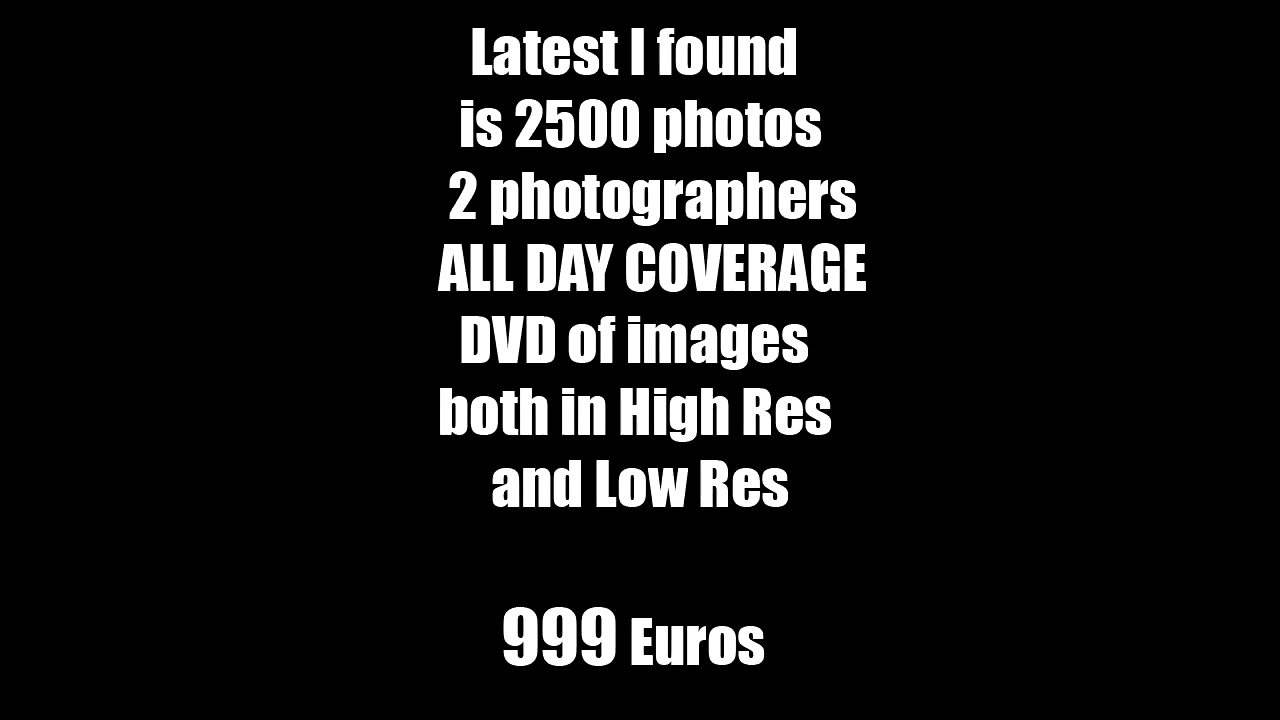 Latest I found
is 2500 photos
2 photographers
ALL DAY COVERAGE
DVD of images
both in High Res
and Low Res
999 Euros